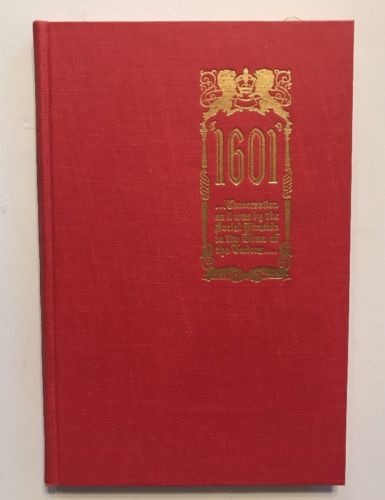 '1601'
...Conversation
as it was by the
Social Fireside
in the Time of
the Tudors....